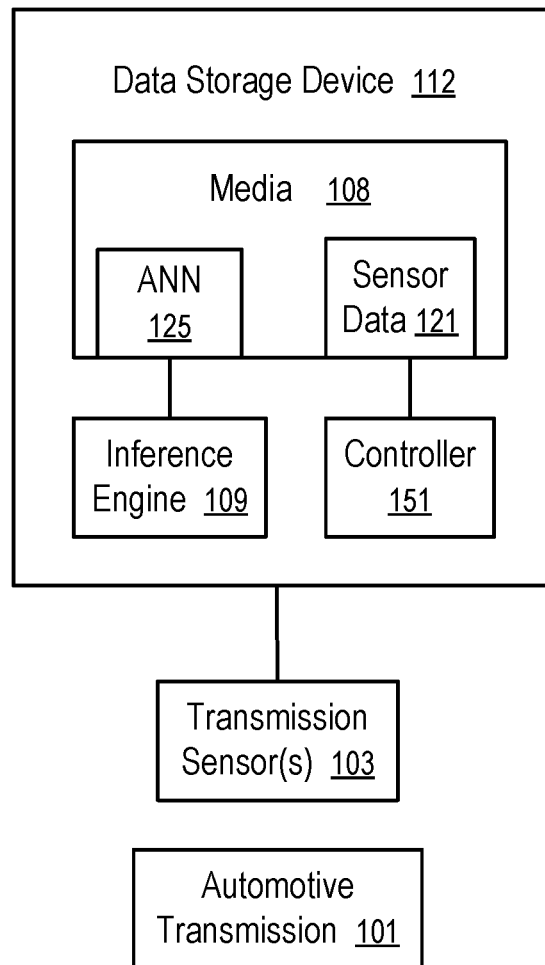 Data Storage Device 112
Media 108
ANN
125
Sensor
Data 121
Inference
Engine 109
Controller
151
Transmission
Sensor(s) 103
Automotive
Transmission 101